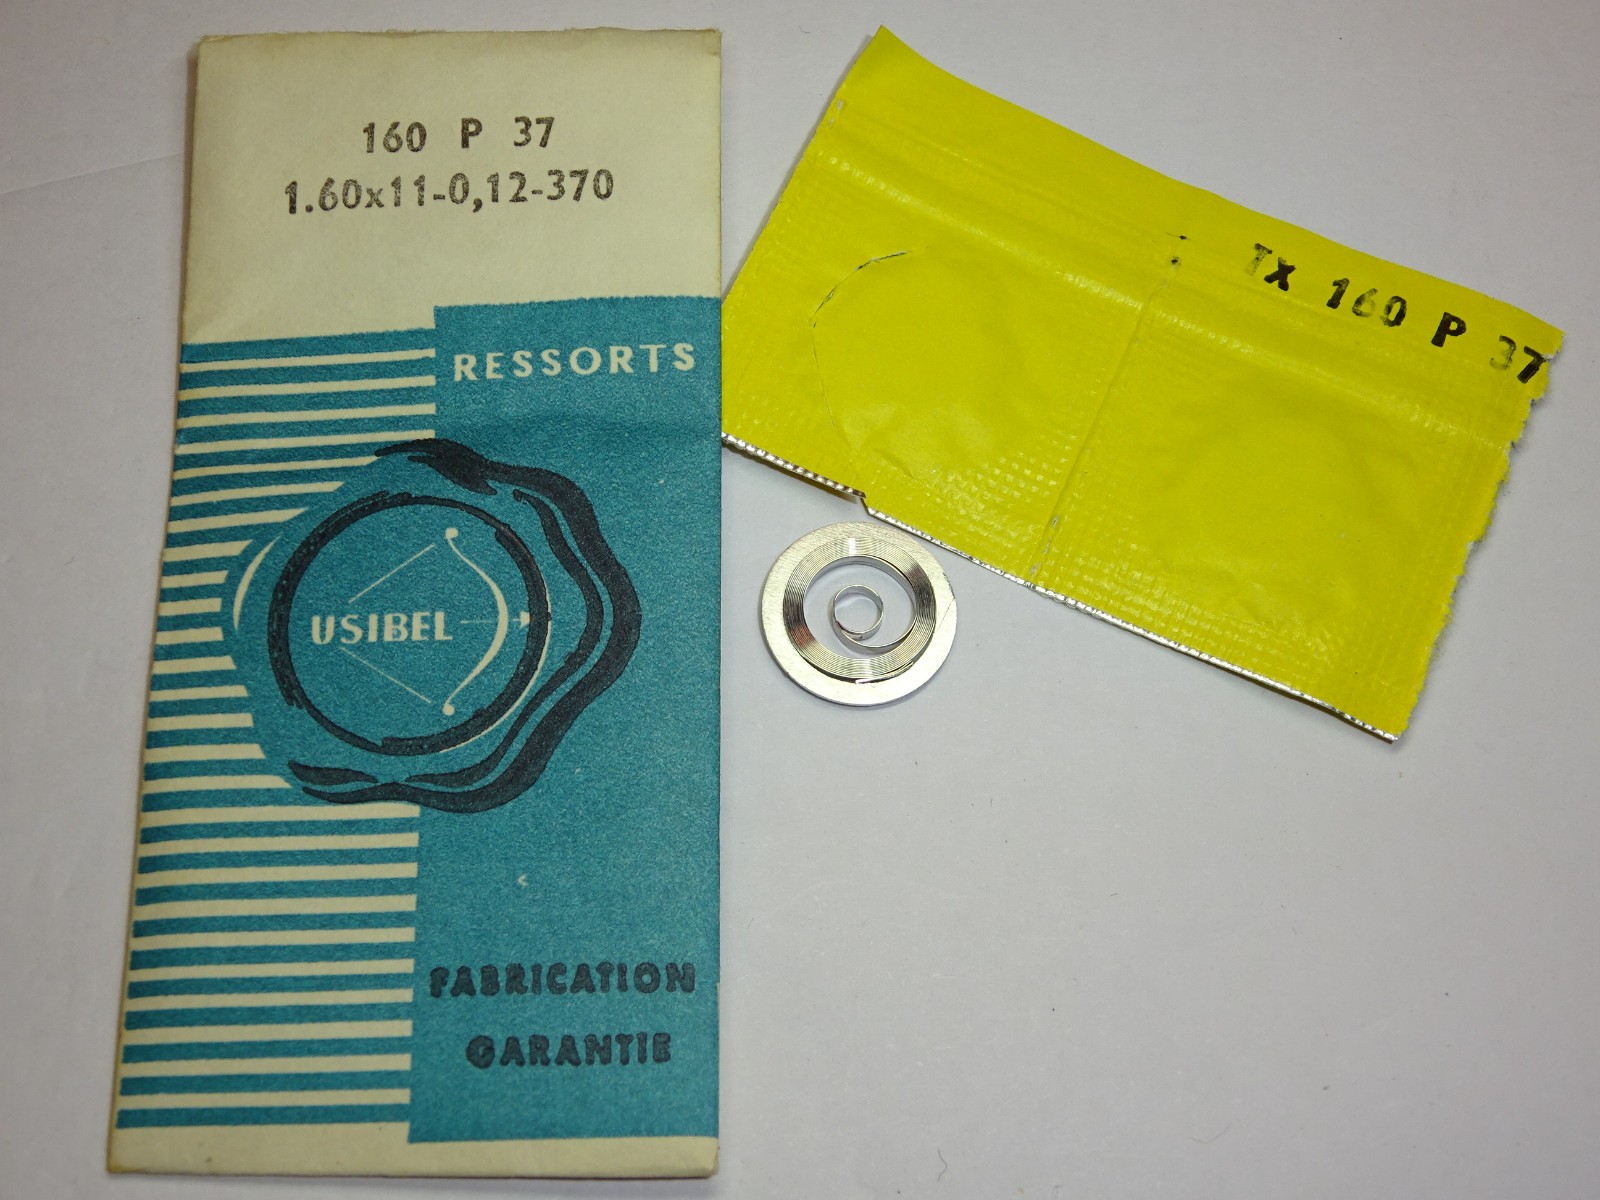 160 P 37
1.60x11-0,12-370
RESSORTS
USIBEL
FABRICATION
GARANTIE
TX 160 P 37